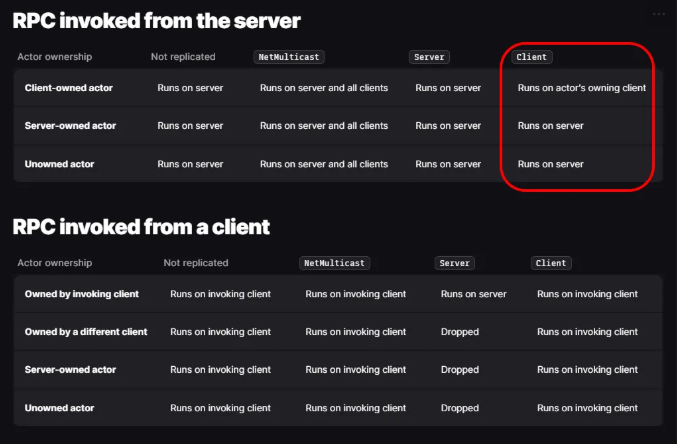 RPC invoked from the server
Actor ownership Not replicated NetMulticast Server Client
Client-owned actor Runs on server Runs on server and all clients Runs on server Runs on actor's owning client
Server-owned actor Runs on server Runs on server and all clients Runs on server Runs on server
Unowned actor Runs on server Runs on server and all clients Runs on server Runs on server
RPC invoked from a client
Actor ownership Not replicated NetMulticast Server Client
Owned by invoking client Runs on invoking client Runs on invoking client Runs on server Runs on invoking client
Owned by a different client Runs on invoking client Runs on invoking client Dropped Runs on invoking client
Server-owned actor Runs on invoking client Runs on invoking client Dropped Runs on invoking client
Unowned actor Runs on invoking client Runs on invoking client Dropped Runs on invoking client